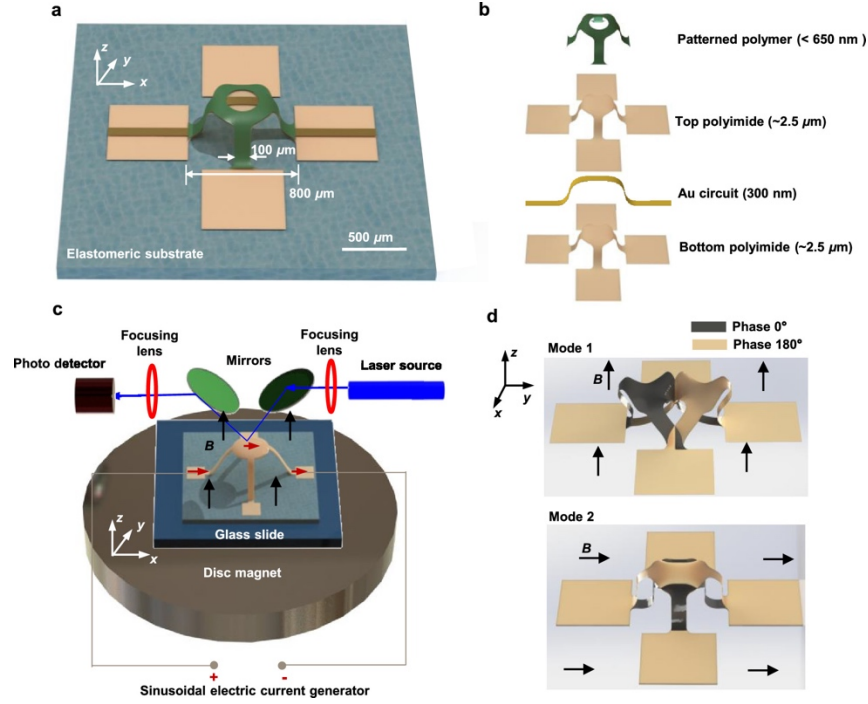 a
z
y
x
100 µm
800 µm
500 µm
Elastomeric substrate
b
Patterned polymer (< 650 nm )
Top polyimide (~2.5 µm)
Au circuit (300 nm)
Bottom polyimide (~2.5 µm)
c
Focusing
lens
Focusing
lens
Photo detector
Mirrors
Laser source
B
Glass slide
z
y
x
Disc magnet
+
-
Sinusoidal electric current generator
d
Phase 0°
Phase 180°
z
y
x
Mode 1
B
Mode 2
B